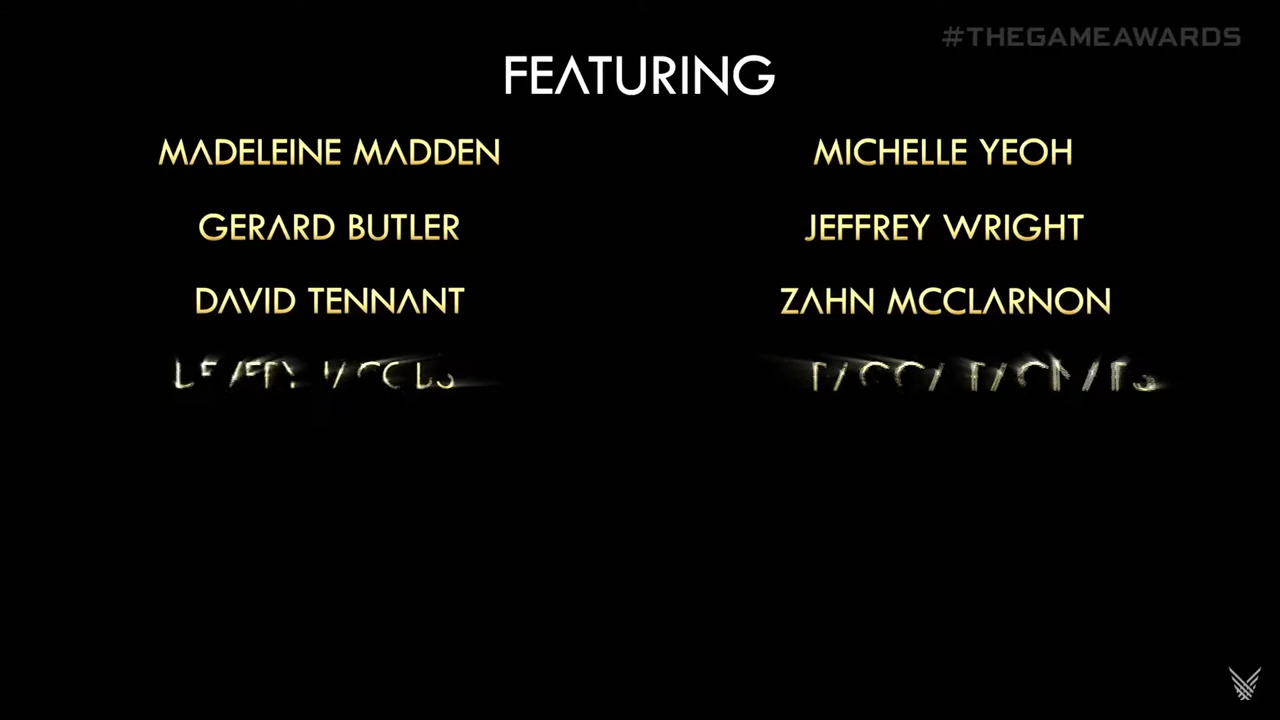 #THEGAMEAWARDS
FEATURING
MADELEINE MADDEN
MICHELLE YEOH
GERARD BUTLER
JEFFREY WRIGHT
DAVID TENNANT
ZAHN MCCLARNON